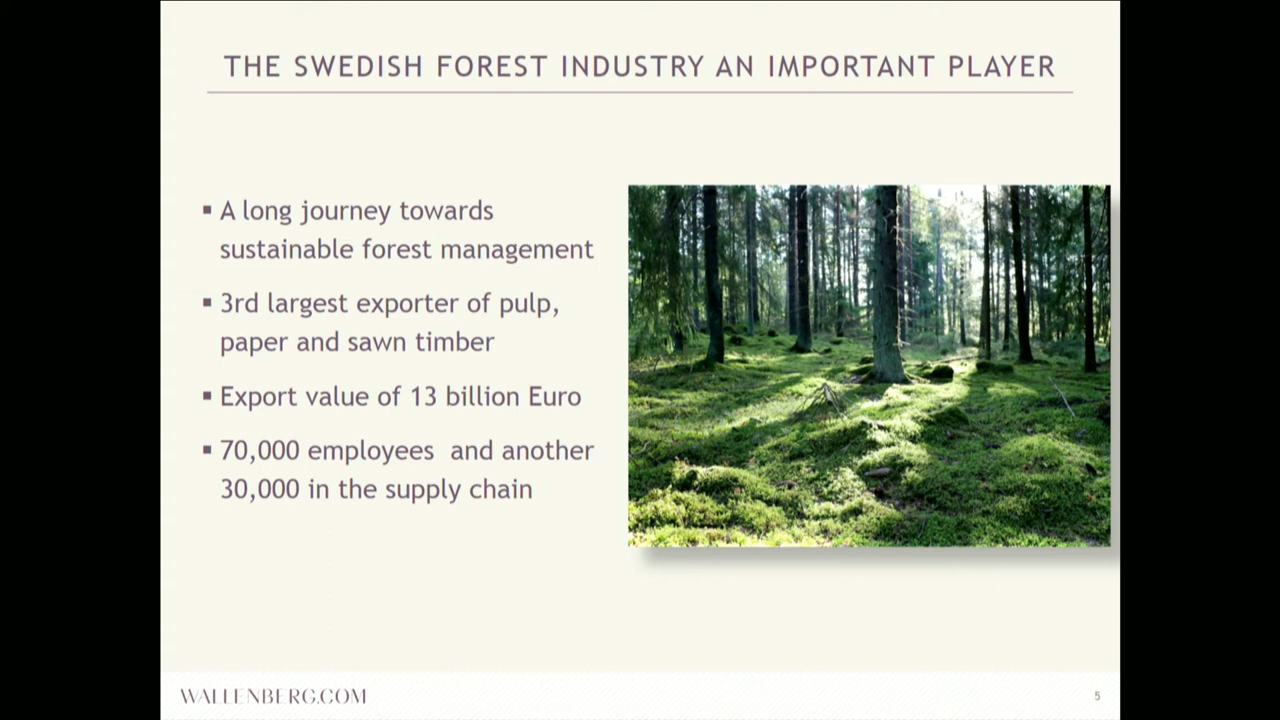 THE SWEDISH FOREST INDUSTRY AN IMPORTANT PLAYER
▪ A long journey towards
sustainable forest management
▪ 3rd largest exporter of pulp,
paper and sawn timber
▪ Export value of 13 billion Euro
▪ 70,000 employees  and another
30,000 in the supply chain
WALLENBERG.COM
5